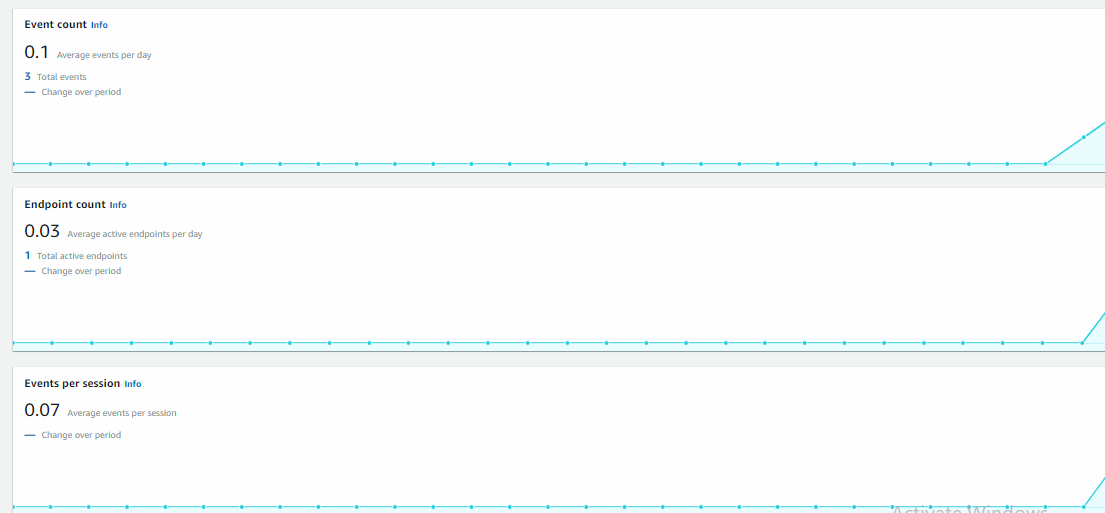 Event count Info
0.1 Average events per day
3 Total events
— Change over period
Endpoint count Info
0.03 Average active endpoints per day
1 Total active endpoints
— Change over period
Events per session Info
0.07 Average events per session
— Change over period
Activate Windows